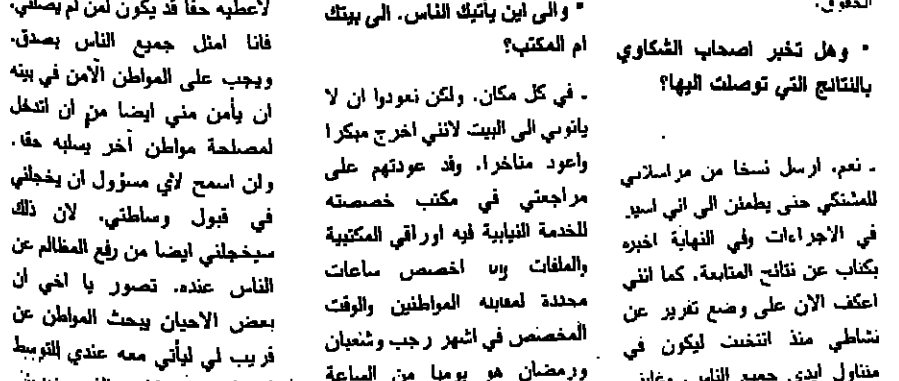 الحقوق.
▪ وهل تخبر اصحاب الشكاوي
بالنتائج التي توصلت اليها؟
ـ نعم، ارسل نسخا من مراسلاتي
للمشتكي حتى يطمئن الى اني اسير
في الاجراءات وفي النهاية اخبره
بكتاب عن نتائج المتابعة. كما انني
اعكف الآن على وضع تقرير عن
نشاطي منذ انتخبت ليكون في
متناول ايدي جميع الناس،
▪ والى اين يأتيك الناس. الى بيتك
ام المكتب؟
ـ في كل مكان. ولكن نعودوا ان لا
ياتوني الى البيت لانني اخرج مبكرا
واعود متاخرا. وقد عودتهم على
مراجعتي في مكتب خصصته
للخدمة النيابية فيه اوراقي المكتبية
والملفات وانا اخصص ساعات
محددة لمقابلة المواطنين والوقت
المخصص في اشهر رجب وشعبان
ورمضان هو يوميا من الساعة
لاعطيه حقا قد يكون لمن لم يصلني.
فانا امثل جميع الناس بصدق.
ويجب على المواطن الآمن في بيته
ان يأمن مني ايضا من ان اتدخل
لمصلحة مواطن آخر يسلبه حقا.
ولن اسمح لاي مسؤول ان يخجلني
في قبول وساطتي. لان ذلك
سيخجلني ايضا من رفع المظالم عن
الناس عنده. تصور يا اخي ان
بعض الاحيان يبحث المواطن عن
قريب لي ليأتي معه عندي للتوسط